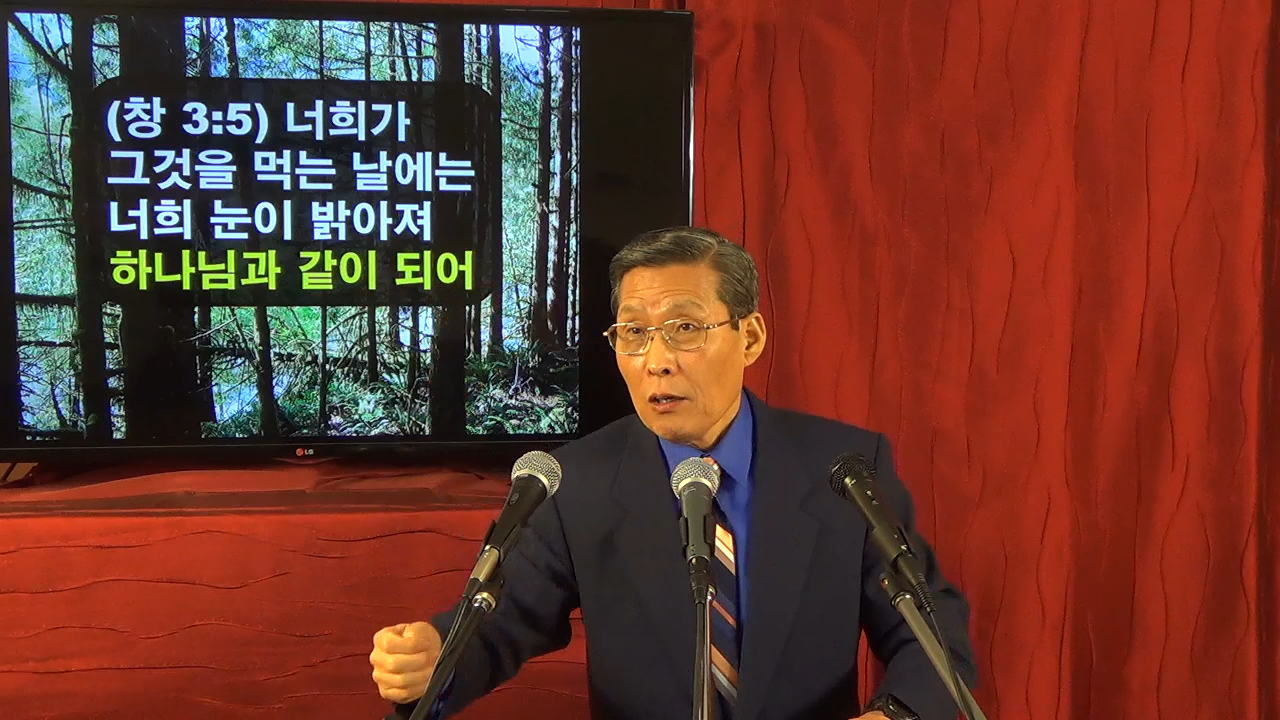 (창 3:5) 너희가
그것을 먹는 날에는
너희 눈이 밝아져
하나님과 같이 되어
LG